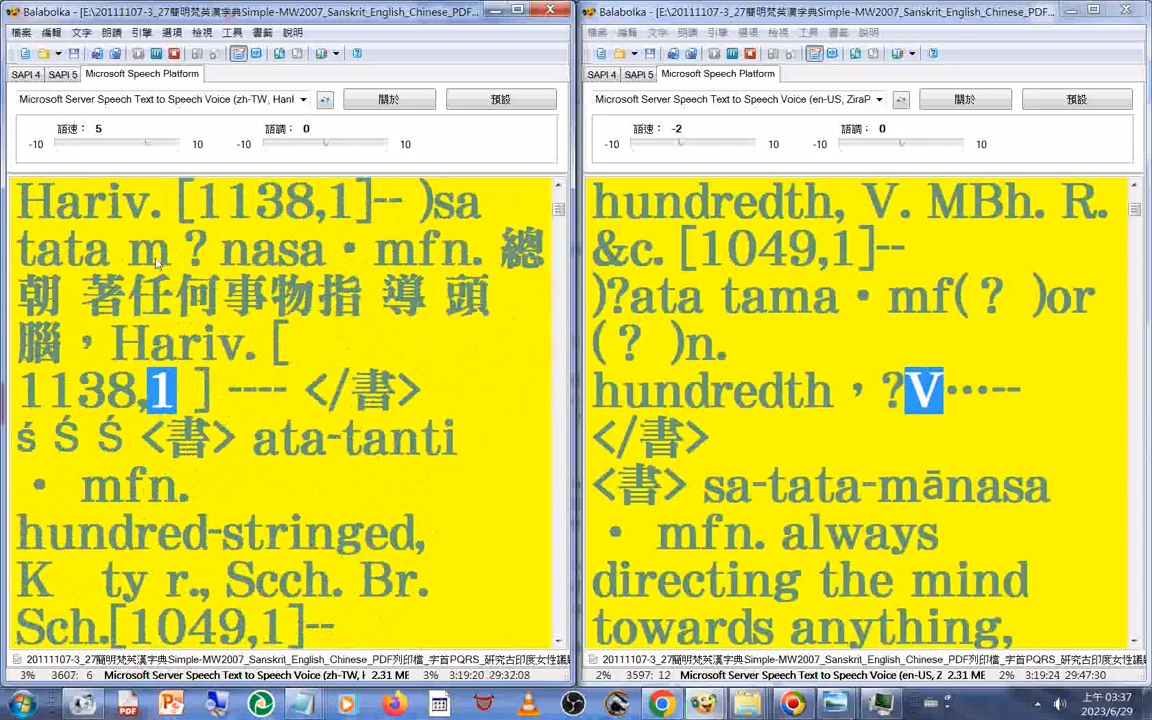 Balabolka - [E:\20111107-3_27簡明梵英漢字典Simple-MW2007_Sanskrit_English_Chinese_PDF...
檔案 編輯 文字 朗讀 引擎 選項 檢視 工具 書籤 說明
SAPI 4 SAPI 5 Microsoft Speech Platform
Microsoft Server Speech Text to Speech Voice (zh-TW, Hanl
關於 預設
語速： 5 語調： 0
-10 10 -10 10
Hariv. [1138,1]-- )sa
tata m ? nasa • mfn. 總
朝 著任何事物指 導 頭
腦，Hariv. [
1138,1 ] ---- </書>
ś Ś Ś <書> ata-tanti
• mfn.
hundred-stringed,
K ty r., Scch. Br.
Sch.[1049,1]--
20111107-3_27簡明梵英漢字典Simple-MW2007_Sanskrit_English_Chinese_PDF列印檔_字首PQRS_研究古印度女性議
3% 3607: 6 Microsoft Server Speech Text to Speech Voice (zh-TW, H 2.31 ME 3% 3:19:20 29:32:08
Balabolka - [E:\20111107-3_27簡明梵英漢字典Simple-MW2007_Sanskrit_English_Chinese_PDF...
檔案 編輯 文字 朗讀 引擎 選項 檢視 工具 書籤 說明
SAPI 4 SAPI 5 Microsoft Speech Platform
Microsoft Server Speech Text to Speech Voice (en-US, ZiraP
關於 預設
語速： -2 語調： 0
-10 10 -10 10
hundredth, V. MBh. R.
&c. [1049,1]--
)?ata tama • mf( ? )or
( ? )n.
hundredth，?V…--
</書>
<書> sa-tata-mānasa
• mfn. always
directing the mind
towards anything,
20111107-3_27簡明梵英漢字典Simple-MW2007_Sanskrit_English_Chinese_PDF列印檔_字首PQRS_研究古印度女性議
2% 3597: 12 Microsoft Server Speech Text to Speech Voice (en-US, Z 2.31 ME 2% 3:19:24 29:47:30
上午 03:37
2023/6/29